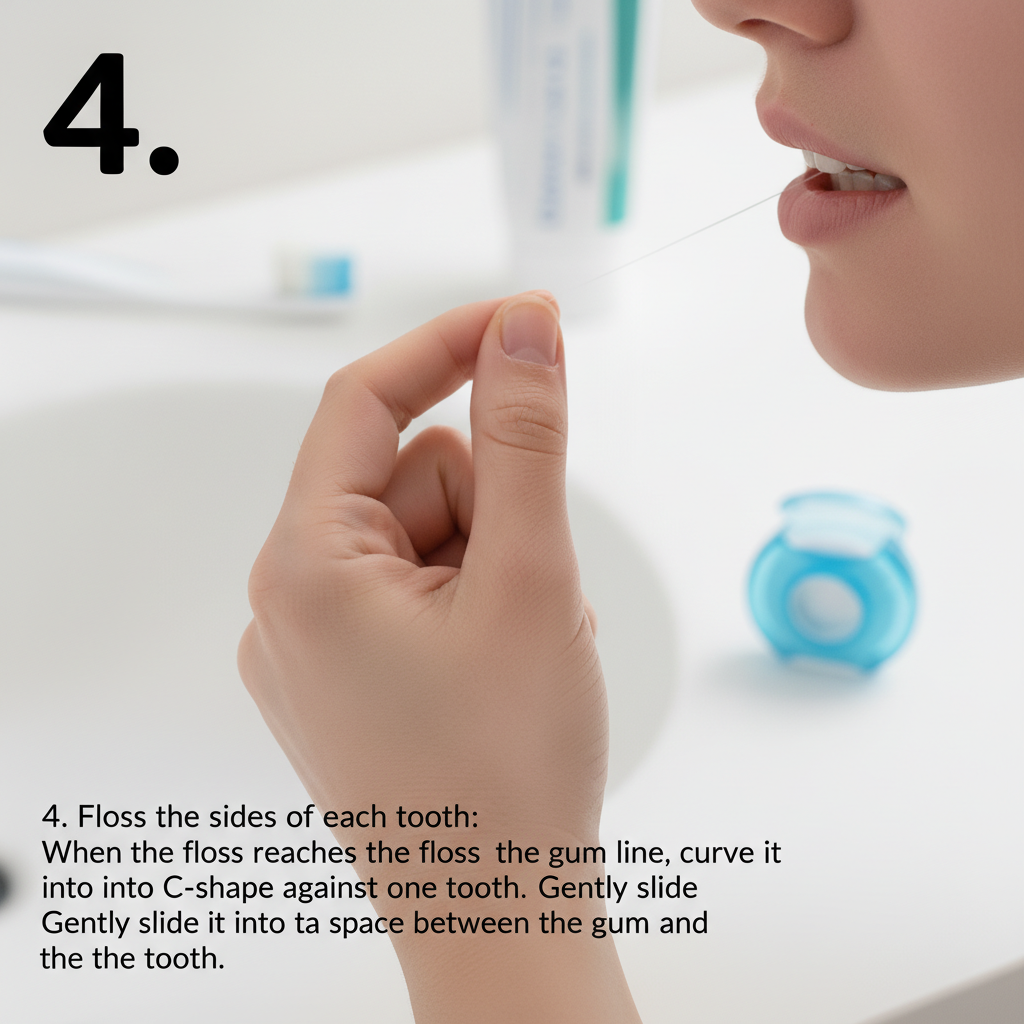 4.
4. Floss the sides of each tooth:
When the floss reaches the floss  the gum line, curve it
into into C-shape against one tooth. Gently slide
Gently slide it into ta space between the gum and
the the tooth.